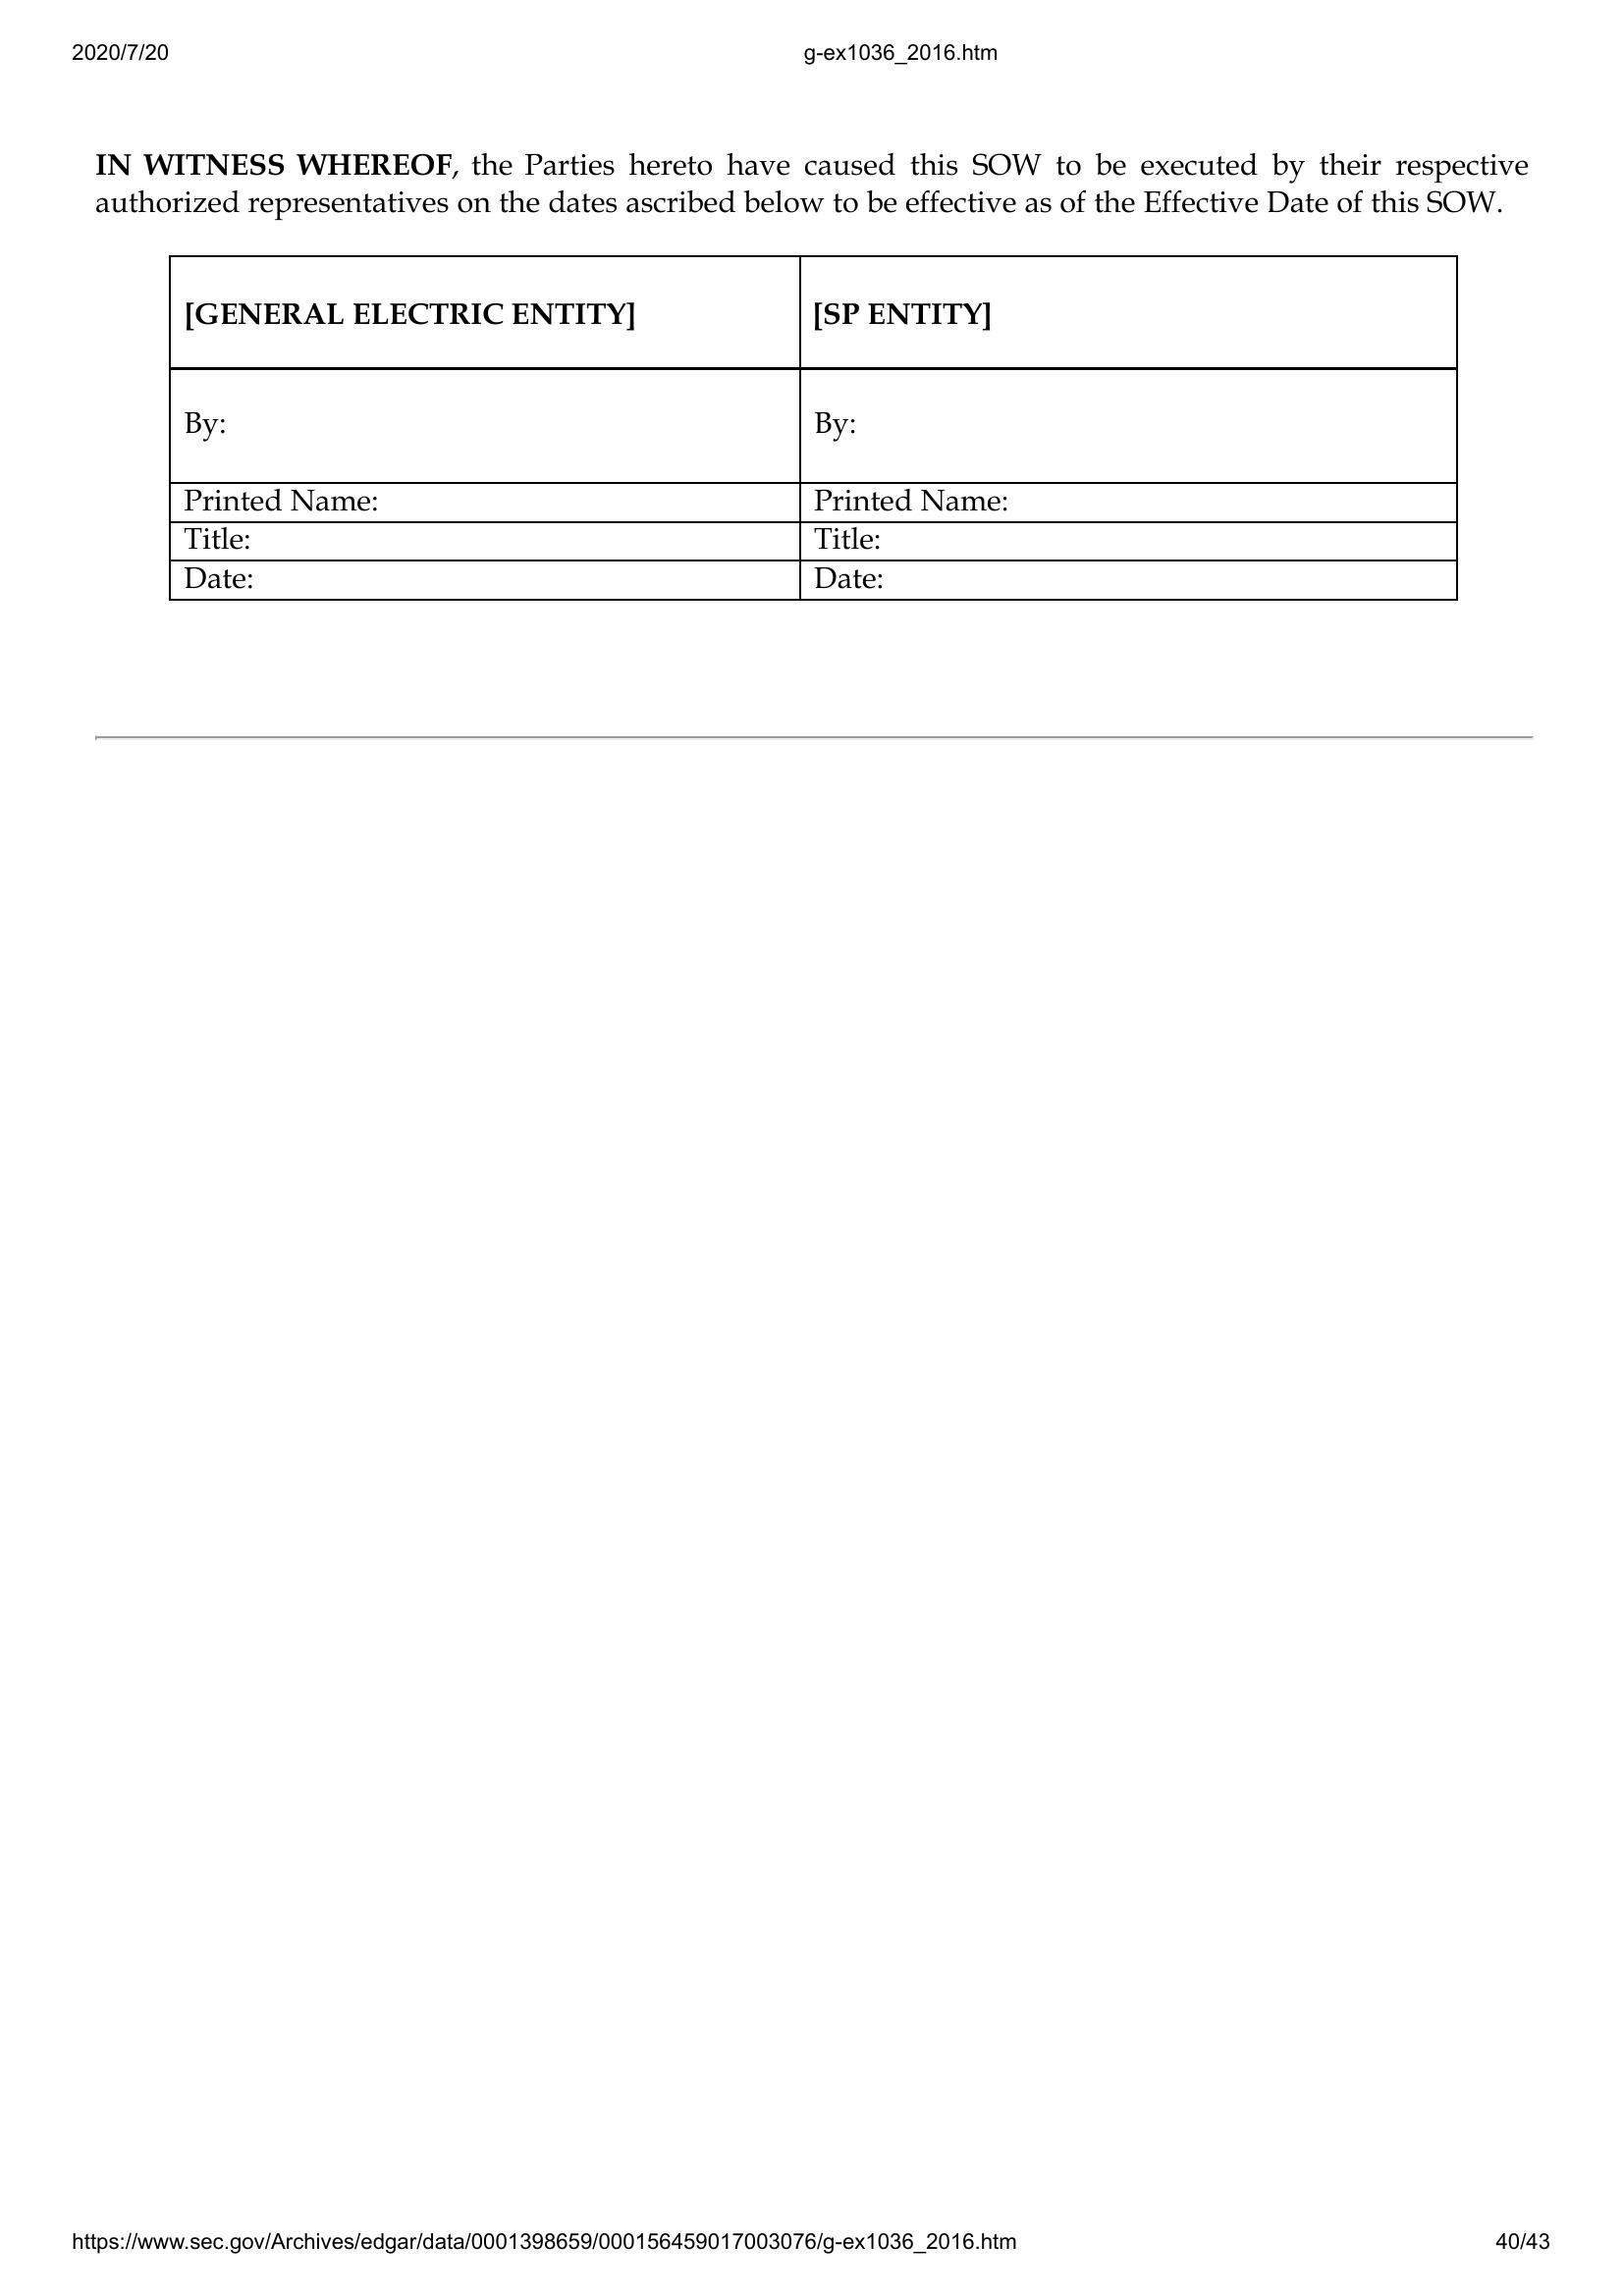 2020/7/20 g-ex1036_2016.htm
IN WITNESS WHEREOF, the Parties hereto have caused this SOW to be executed by their respective
authorized representatives on the dates ascribed below to be effective as of the Effective Date of this SOW.
[GENERAL ELECTRIC ENTITY] [SP ENTITY]
By: By:
Printed Name: Printed Name:
Title: Title:
Date: Date:
https://www.sec.gov/Archives/edgar/data/0001398659/000156459017003076/g-ex1036_2016.htm 40/43